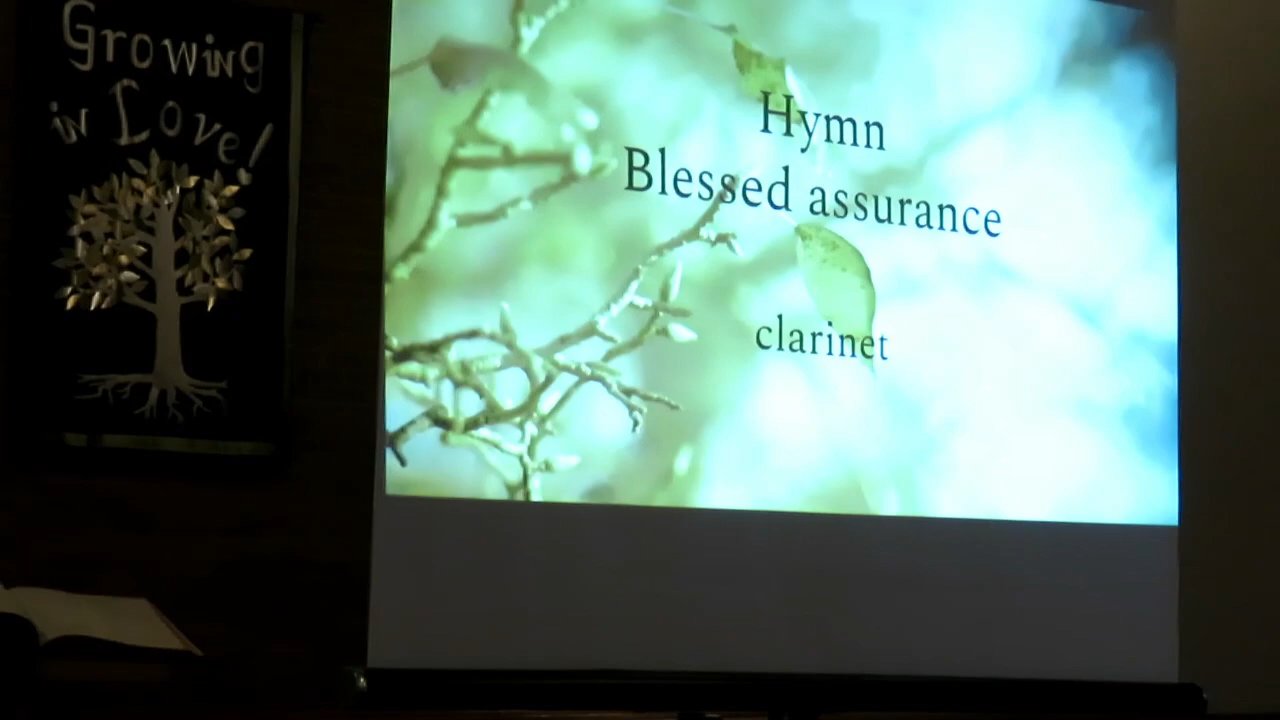 Growing
in Love!
Hymn
Blessed assurance
clarinet